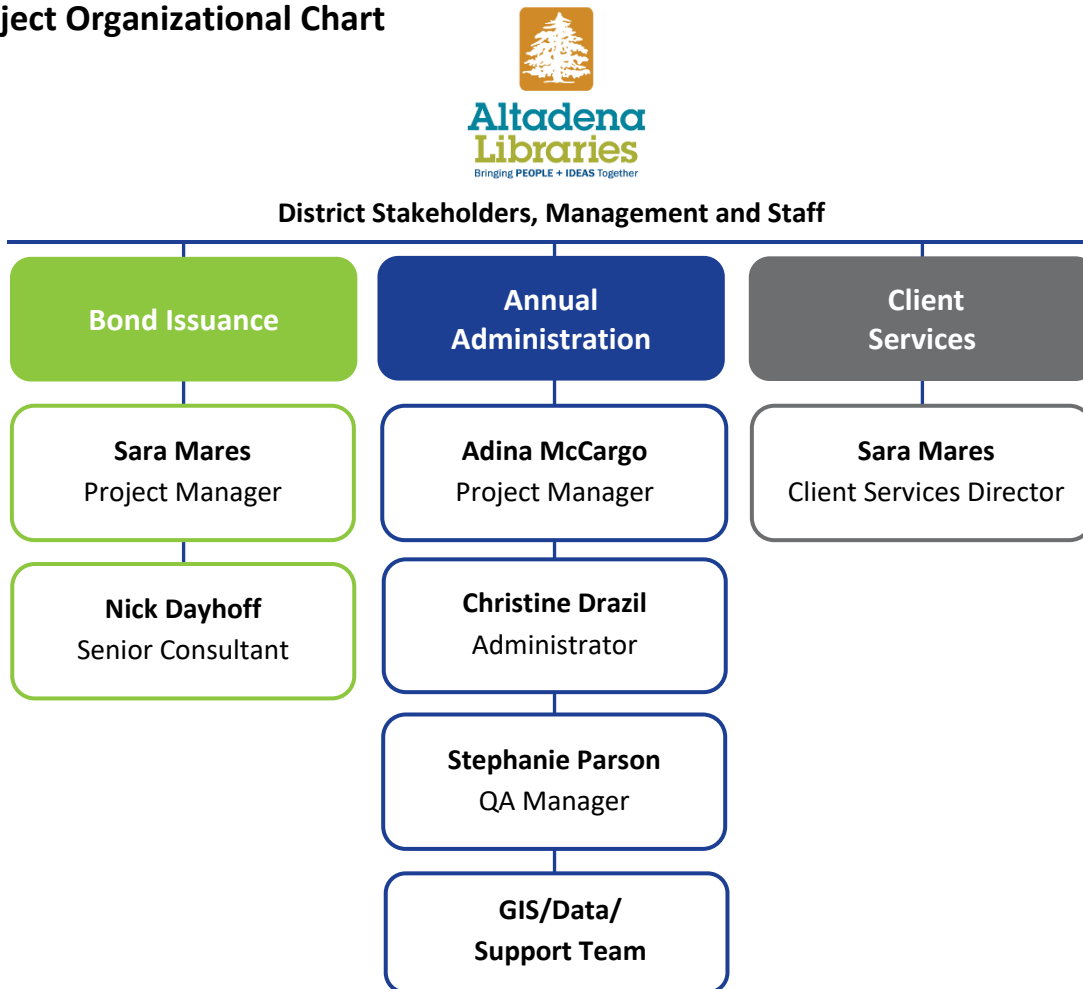 ject Organizational Chart
Altadena
Libraries
Bringing PEOPLE + IDEAS Together
District Stakeholders, Management and Staff
Bond Issuance
Annual
Administration
Client
Services
Sara Mares
Project Manager
Adina McCargo
Project Manager
Sara Mares
Client Services Director
Nick Dayhoff
Senior Consultant
Christine Drazil
Administrator
Stephanie Parson
QA Manager
GIS/Data/
Support Team